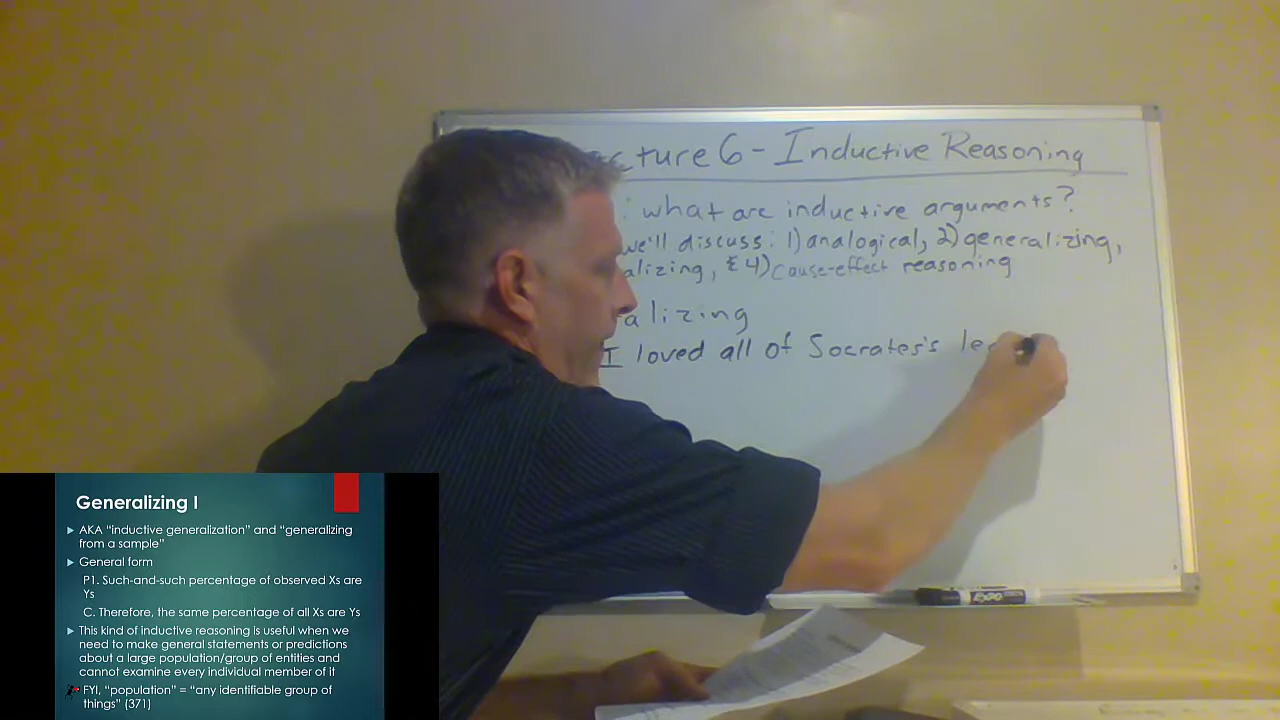 cture 6 - Inductive Reasoning
: what are inductive arguments?
we'll discuss: 1) analogical, 2) generalizing,
alizing, & 4) cause-effect reasoning
alizing
I loved all of Socrates's le
EXPO
Generalizing I
AKA “inductive generalization” and “generalizing
from a sample”
General form
P1. Such-and-such percentage of observed Xs are
Ys
C. Therefore, the same percentage of all Xs are Ys
This kind of inductive reasoning is useful when we
need to make general statements or predictions
about a large population/group of entities and
cannot examine every individual member of it
FYI, “population” = “any identifiable group of
things” (371)